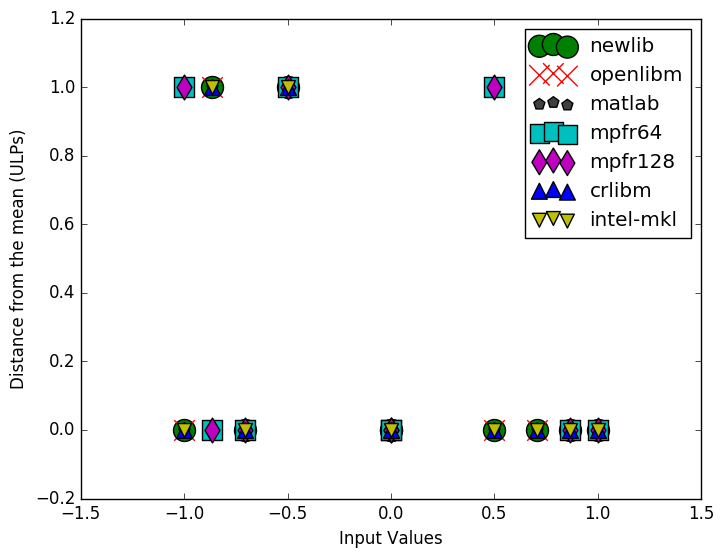 1.2
1.0
0.8
0.6
0.4
0.2
0.0
−0.2
Distance from the mean (ULPs)
newlib
openlibm
matlab
mpfr64
mpfr128
crlibm
intel-mkl
−1.5 −1.0 −0.5 0.0 0.5 1.0 1.5
Input Values